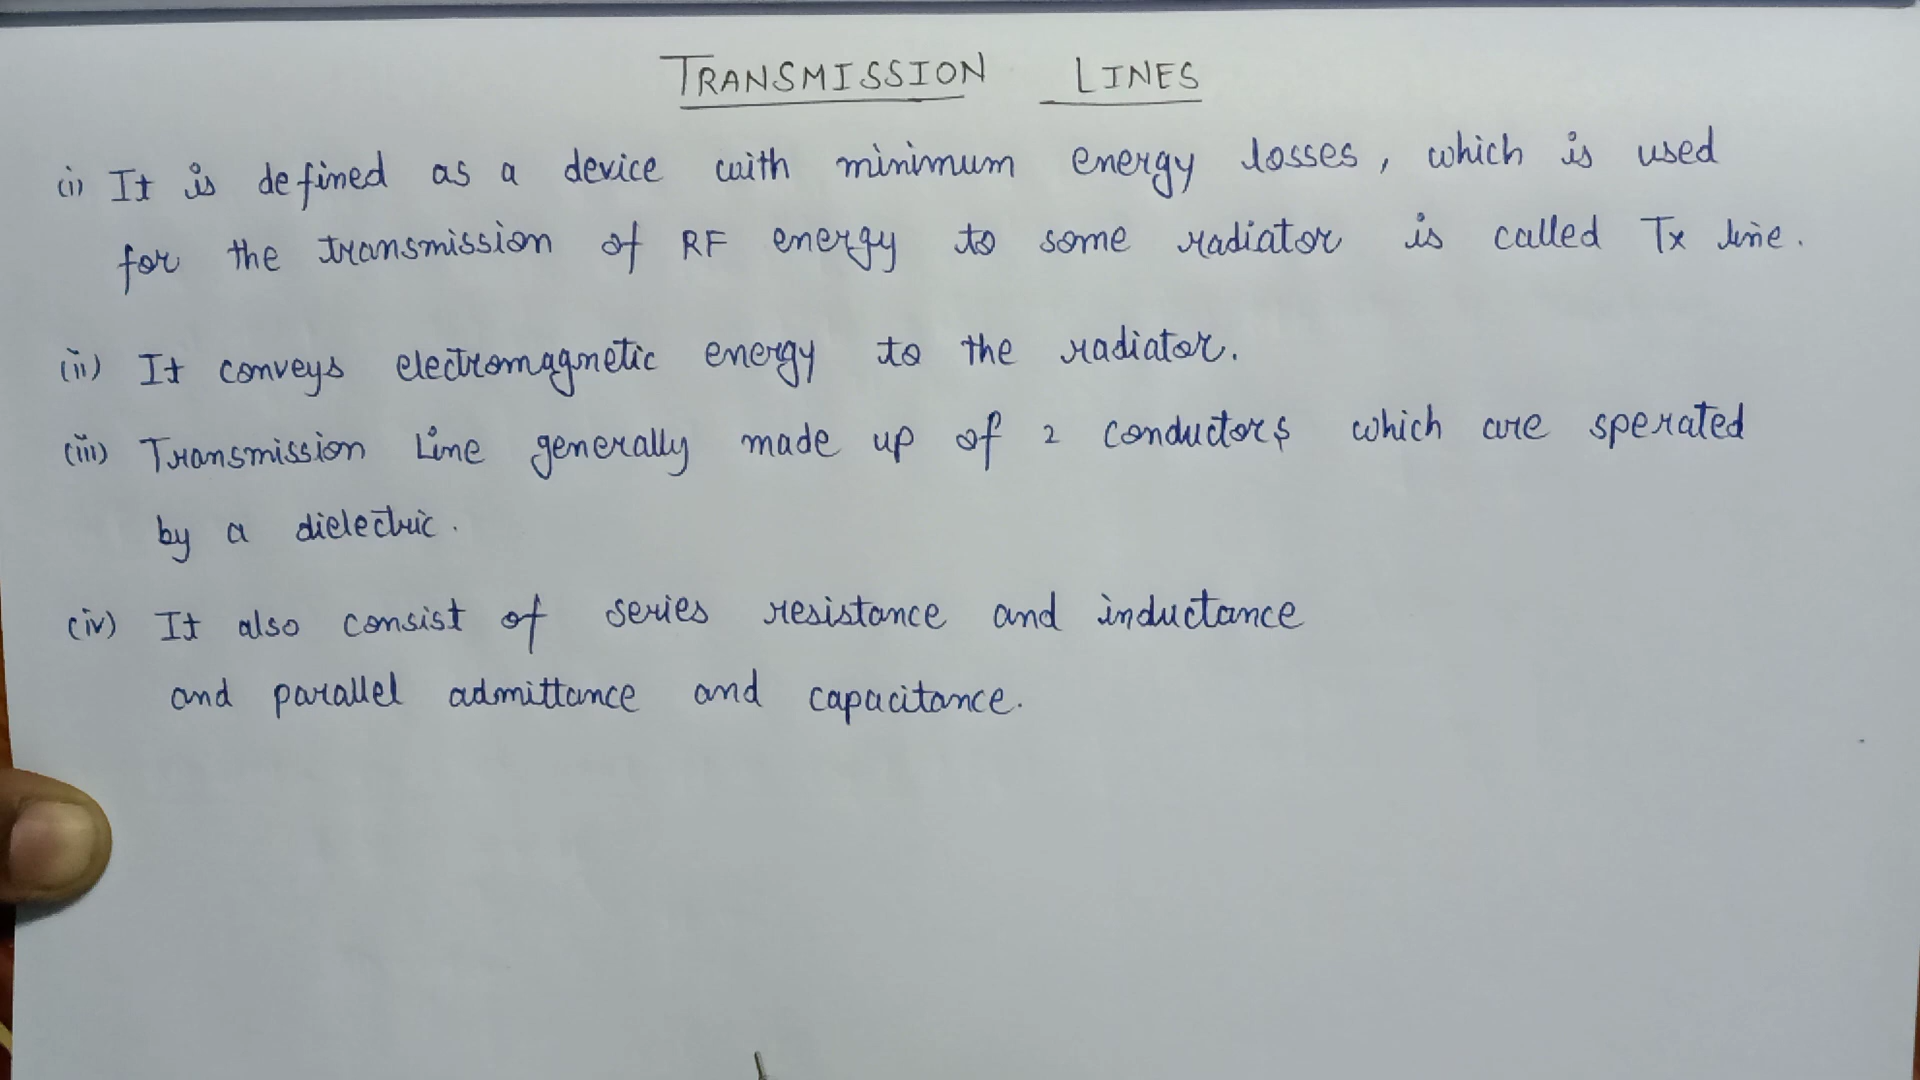 TRANSMISSION LINES
(i) It is defined as a device with minimum energy losses, which is used
for the transmission of RF energy to some radiator is called Tx line.
(ii) It conveys electromagnetic energy to the radiator.
(iii) Transmission Line generally made up of 2 conductors which are sperated
by a dielectric.
(iv) It also consist of series resistance and inductance
and parallel admittance and capacitance.